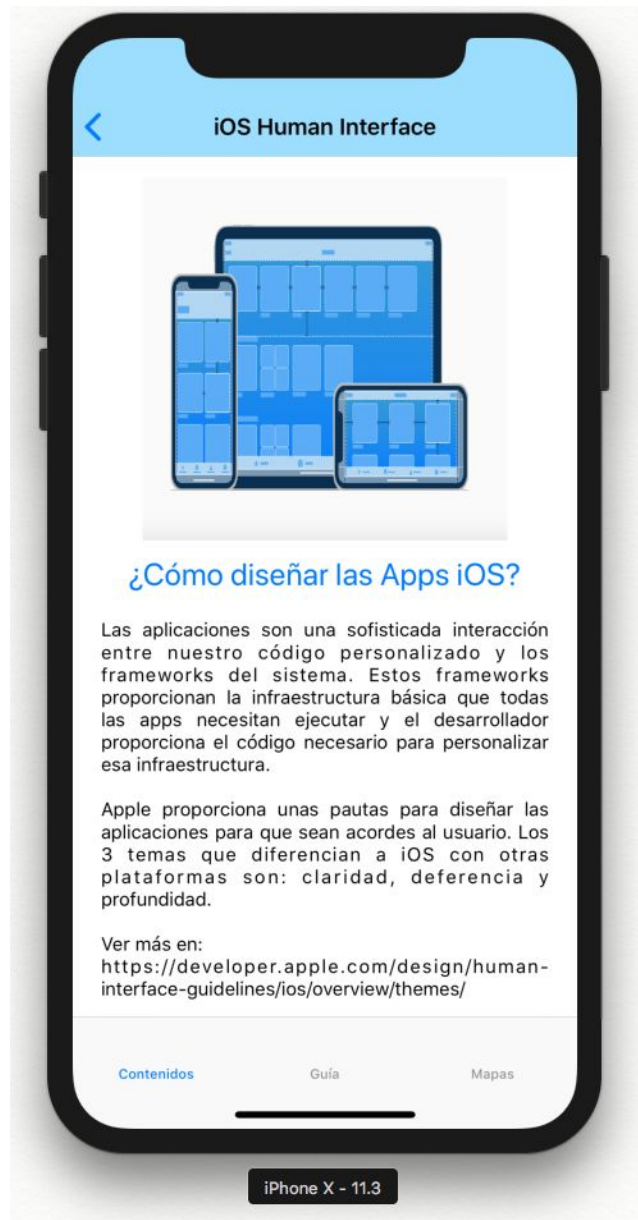 iOS Human Interface
¿Cómo diseñar las Apps iOS?
Las aplicaciones son una sofisticada interacción
entre nuestro código personalizado y los
frameworks del sistema. Estos frameworks
proporcionan la infraestructura básica que todas
las apps necesitan ejecutar y el desarrollador
proporciona el código necesario para personalizar
esa infraestructura.
Apple proporciona unas pautas para diseñar las
aplicaciones para que sean acordes al usuario. Los
3 temas que diferencian a iOS con otras
plataformas son: claridad, deferencia y
profundidad.
Ver más en:
https://developer.apple.com/design/human-
interface-guidelines/ios/overview/themes/
Contenidos Guía Mapas
iPhone X - 11.3